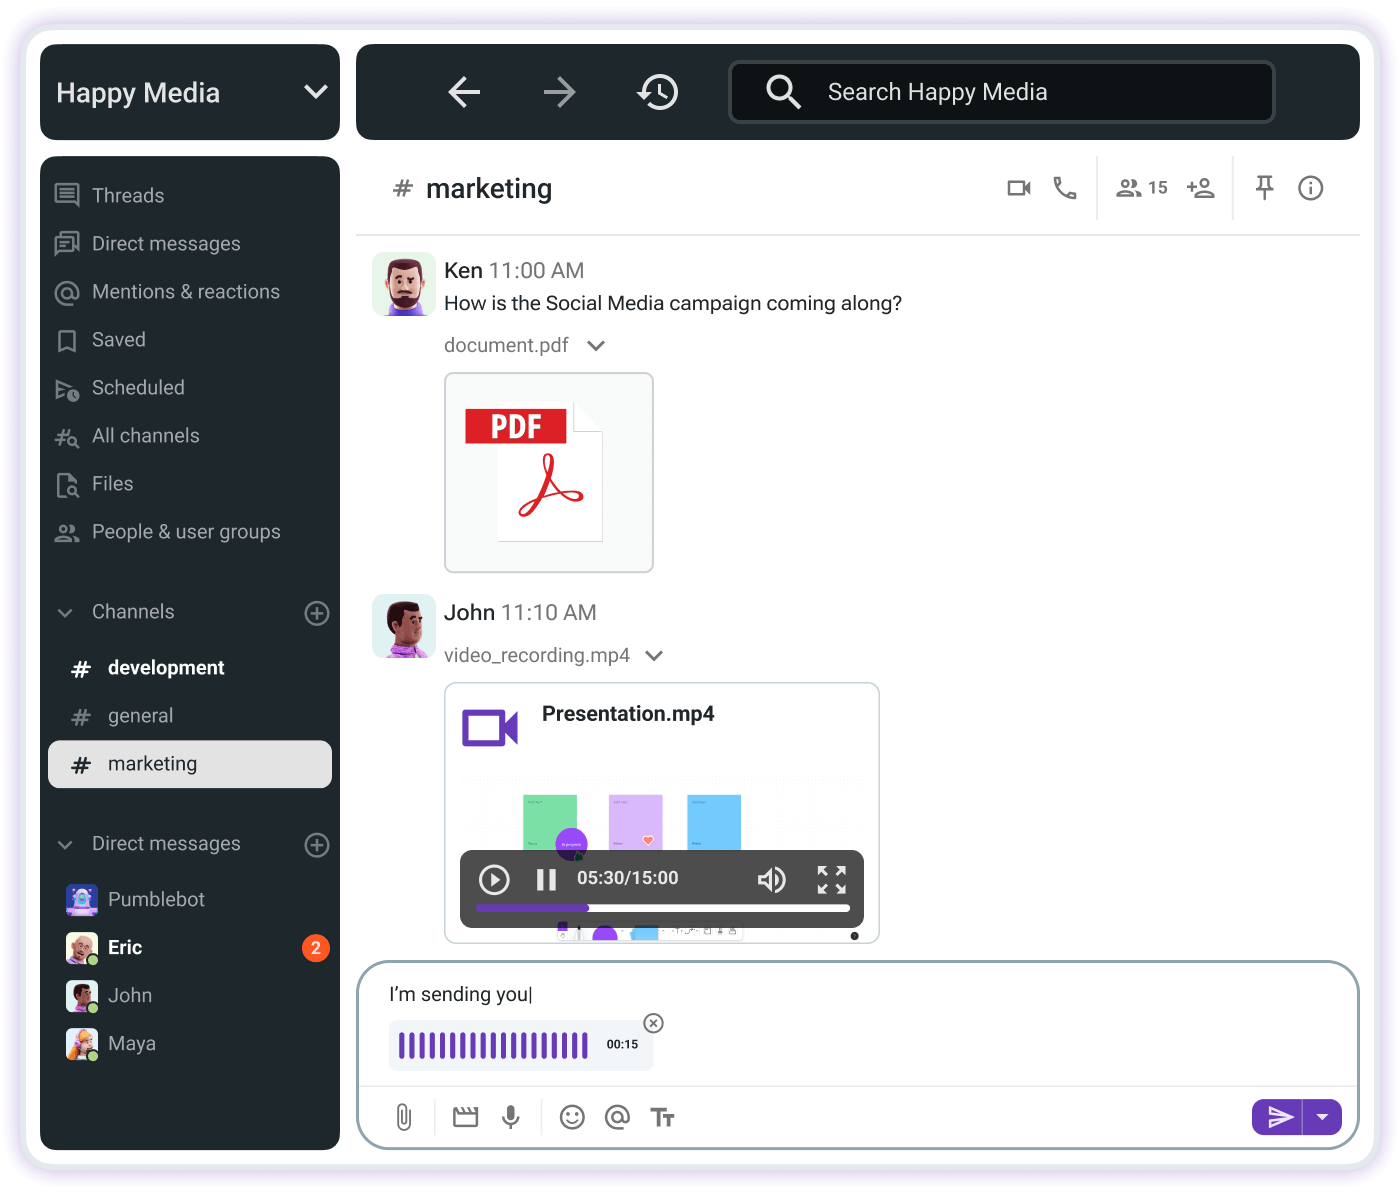 Happy Media
Search Happy Media
Threads
Direct messages
Mentions & reactions
Saved
Scheduled
All channels
Files
People & user groups
Channels
# development
# general
# marketing
Direct messages
Pumblebot
Eric 2
John
Maya
# marketing
15
Ken 11:00 AM
How is the Social Media campaign coming along?
document.pdf
PDF
John 11:10 AM
video_recording.mp4
Presentation.mp4
05:30/15:00
I’m sending you
00:15